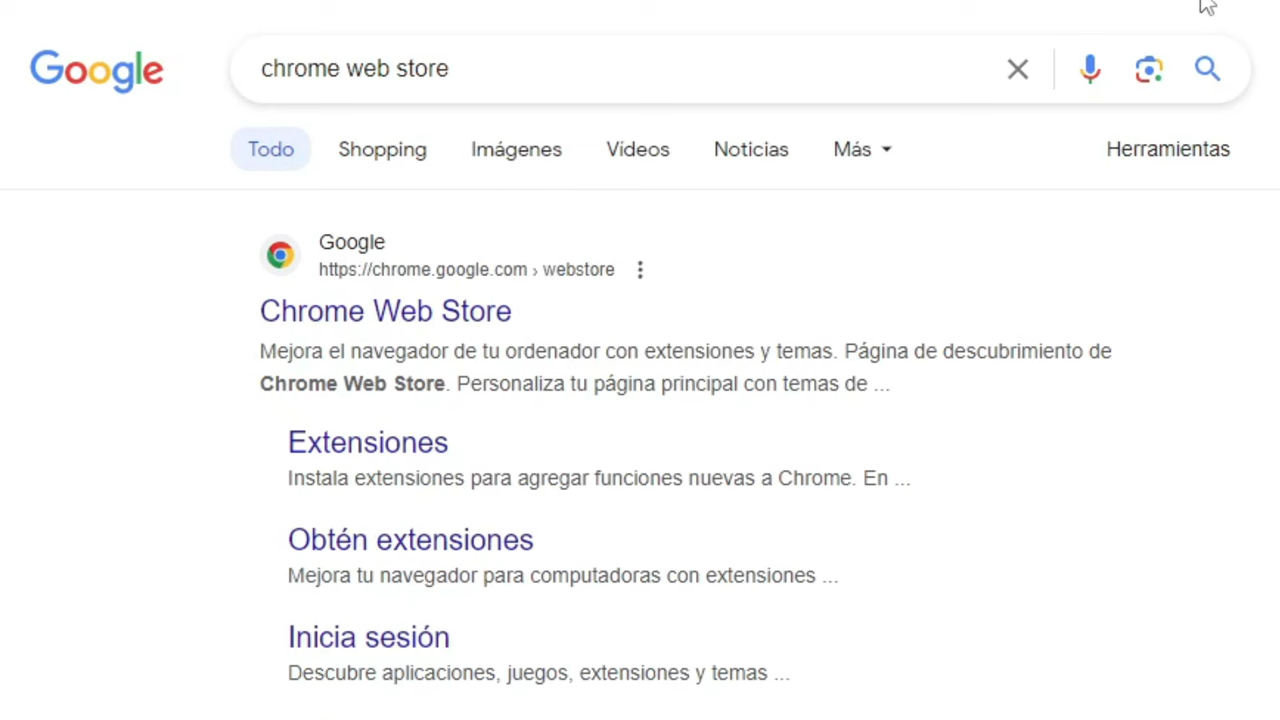 Google
chrome web store
Todo Shopping Imágenes Vídeos Noticias Más Herramientas
Google
https://chrome.google.com › webstore
Chrome Web Store
Mejora el navegador de tu ordenador con extensiones y temas. Página de descubrimiento de
Chrome Web Store. Personaliza tu página principal con temas de ...
Extensiones
Instala extensiones para agregar funciones nuevas a Chrome. En ...
Obtén extensiones
Mejora tu navegador para computadoras con extensiones ...
Inicia sesión
Descubre aplicaciones, juegos, extensiones y temas ...